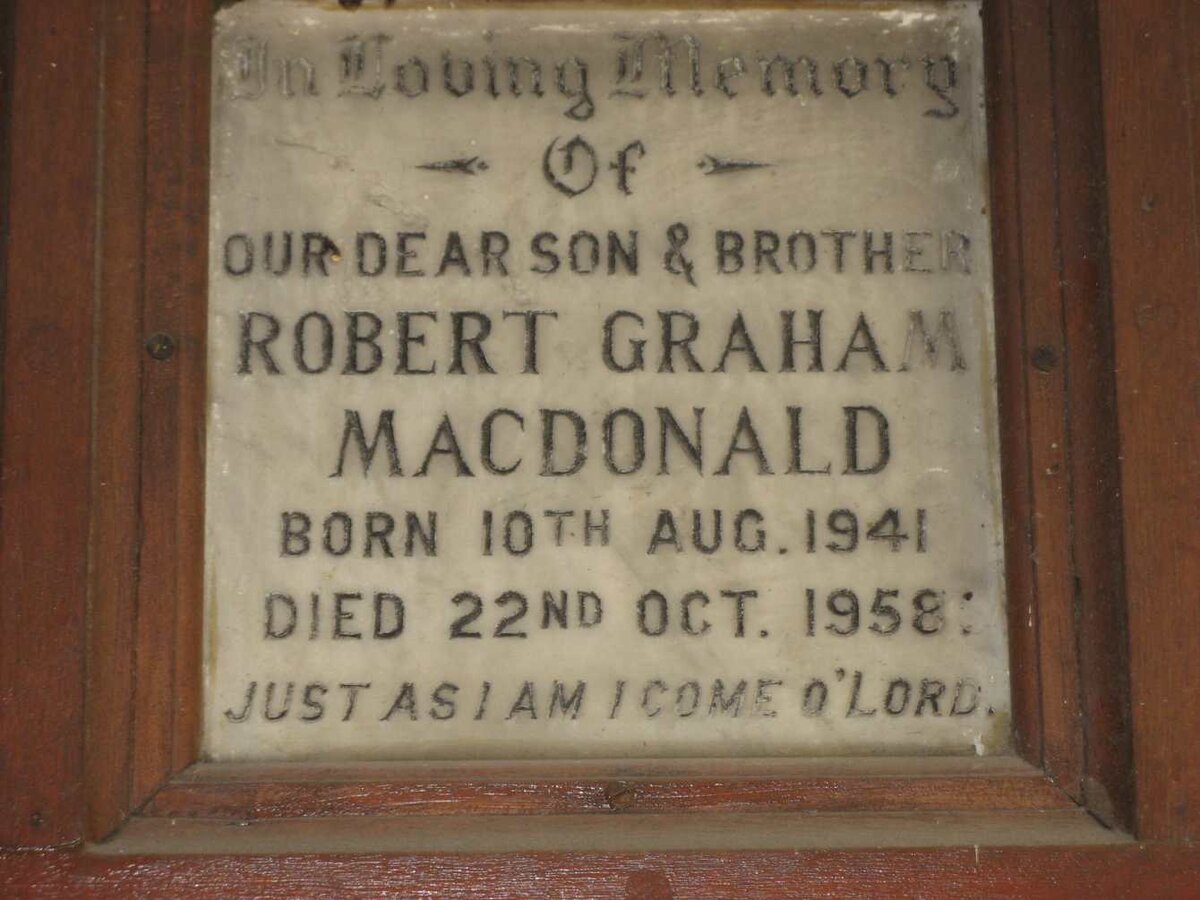 In Loving Memory
Of
OUR DEAR SON & BROTHER
ROBERT GRAHAM
MACDONALD
BORN 10TH AUG. 1941
DIED 22ND OCT. 1958.
JUST AS I AM I COME O'LORD.